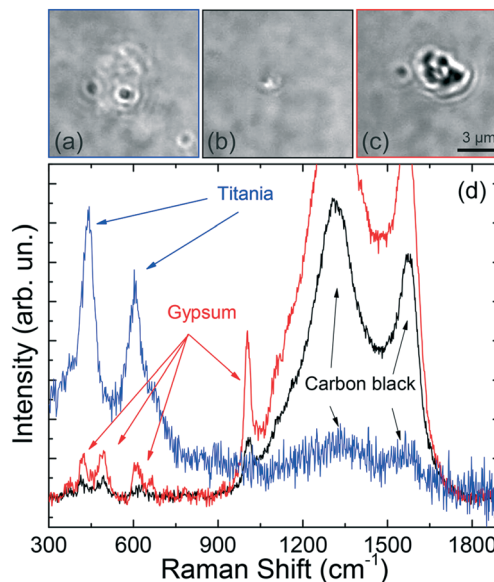 (a) (b) (c) 3 µm
(d)
Titania
Gypsum
Carbon black
Intensity (arb. un.)
300 600 900 1200 1500 1800
Raman Shift (cm⁻¹)